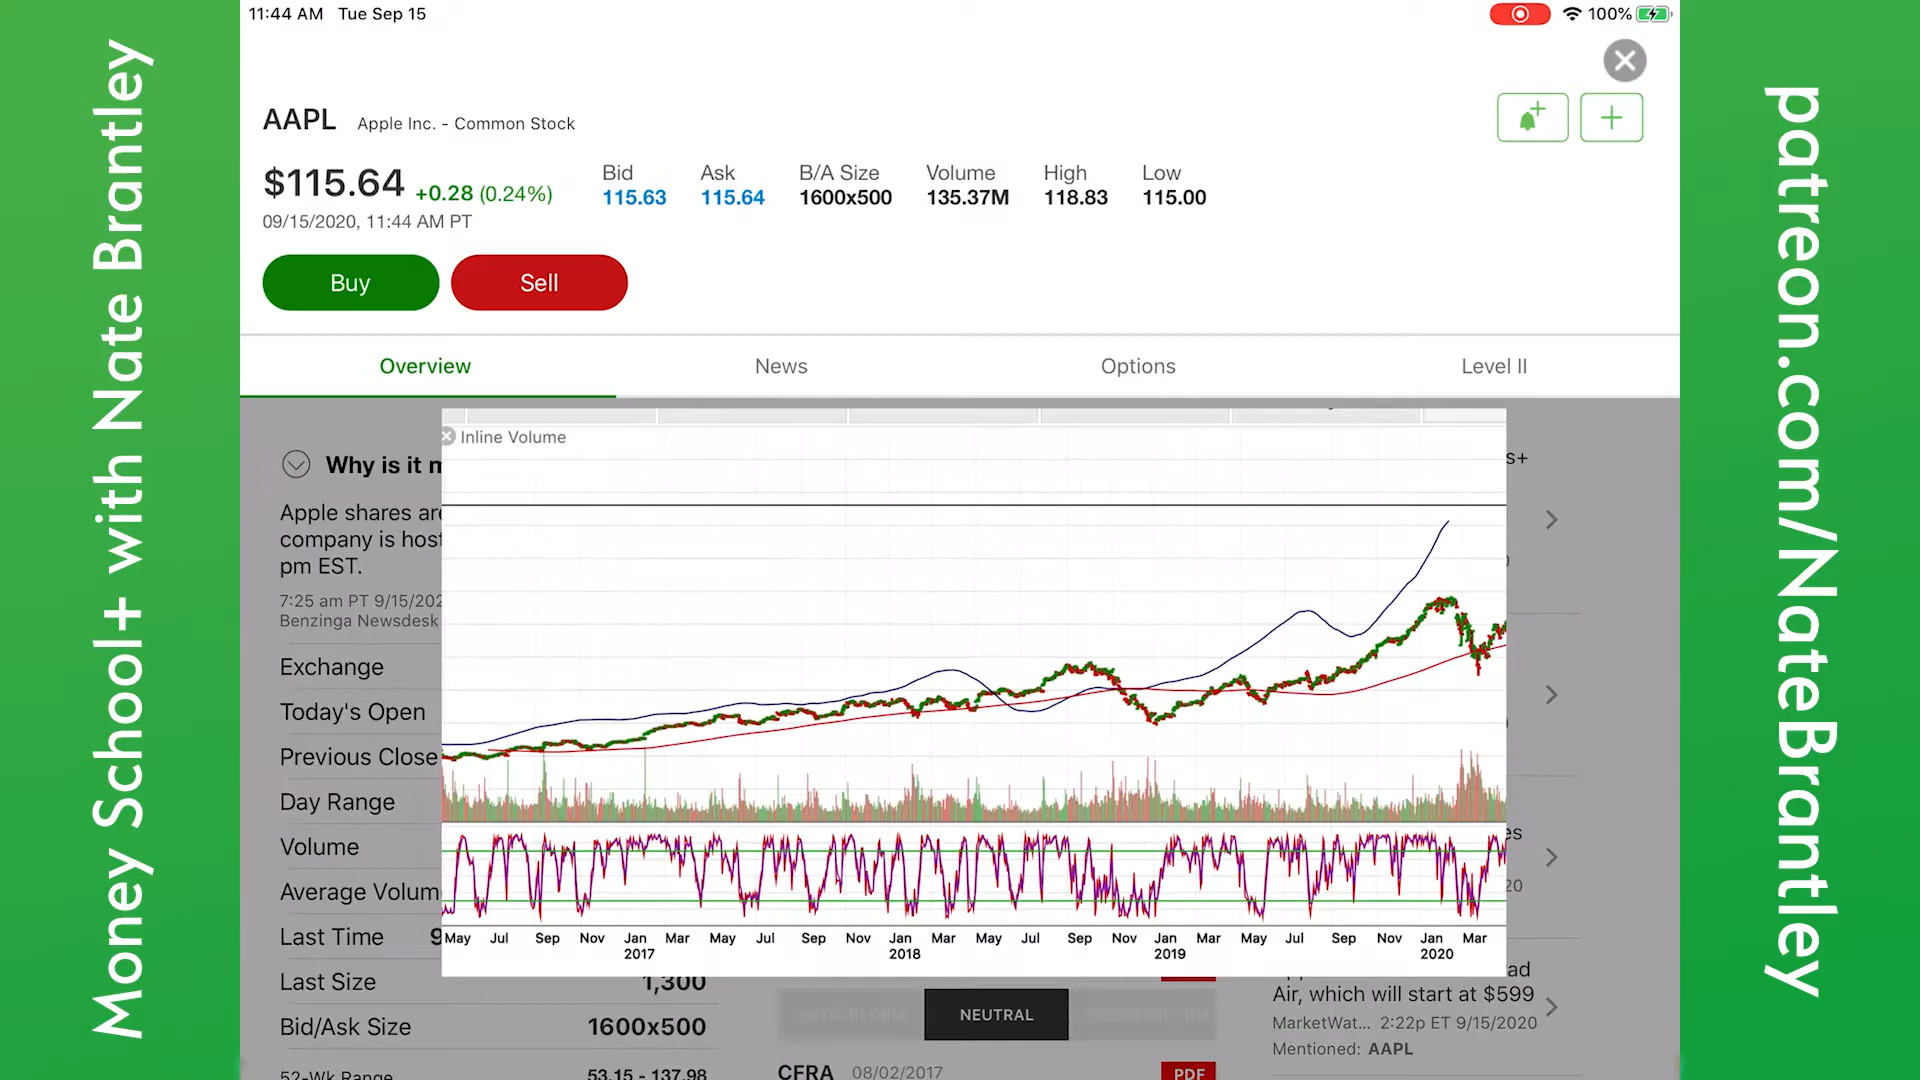 Money School+ with Nate Brantley
11:44 AM Tue Sep 15
100%
AAPL Apple Inc. - Common Stock
$115.64 +0.28 (0.24%)
09/15/2020, 11:44 AM PT
Bid Ask B/A Size Volume High Low
115.63 115.64 1600x500 135.37M 118.83 115.00
Buy Sell
Overview News Options Level II
Inline Volume
Why is it m
Apple shares are
company is host
pm EST.
7:25 am PT 9/15/202
Benzinga Newsdesk
Exchange
Today's Open
Previous Close
Day Range
Volume
Average Volum
Last Time 9
Last Size 1,300
Bid/Ask Size 1600x500
52-Wk Range 53.15 - 137.98
May Jul Sep Nov Jan Mar May Jul Sep Nov Jan Mar May Jul Sep Nov Jan Mar May Jul Sep Nov Jan Mar
2017 2018 2019 2020
NEUTRAL
CFRA 08/02/2017 PDF
s+
es
20
ad
Air, which will start at $599
MarketWat... 2:22p ET 9/15/2020
Mentioned: AAPL
patreon.com/NateBrantley